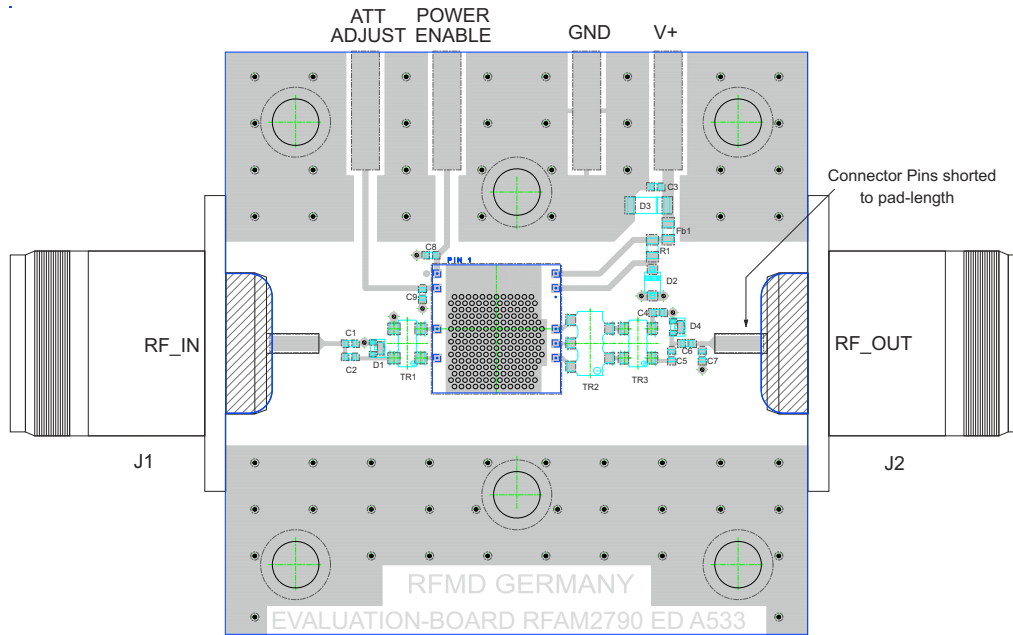 ATT
ADJUST
POWER
ENABLE
GND
V+
Connector Pins shorted
to pad-length
C3
D3
Fb1
R1
C8
PIN 1
D2
C9
C4
D4
RF_IN
C1
C2
D1
TR1
TR2
TR3
C5
C6
C7
RF_OUT
J1
J2
RFMD GERMANY
EVALUATION-BOARD RFAM2790 ED A533